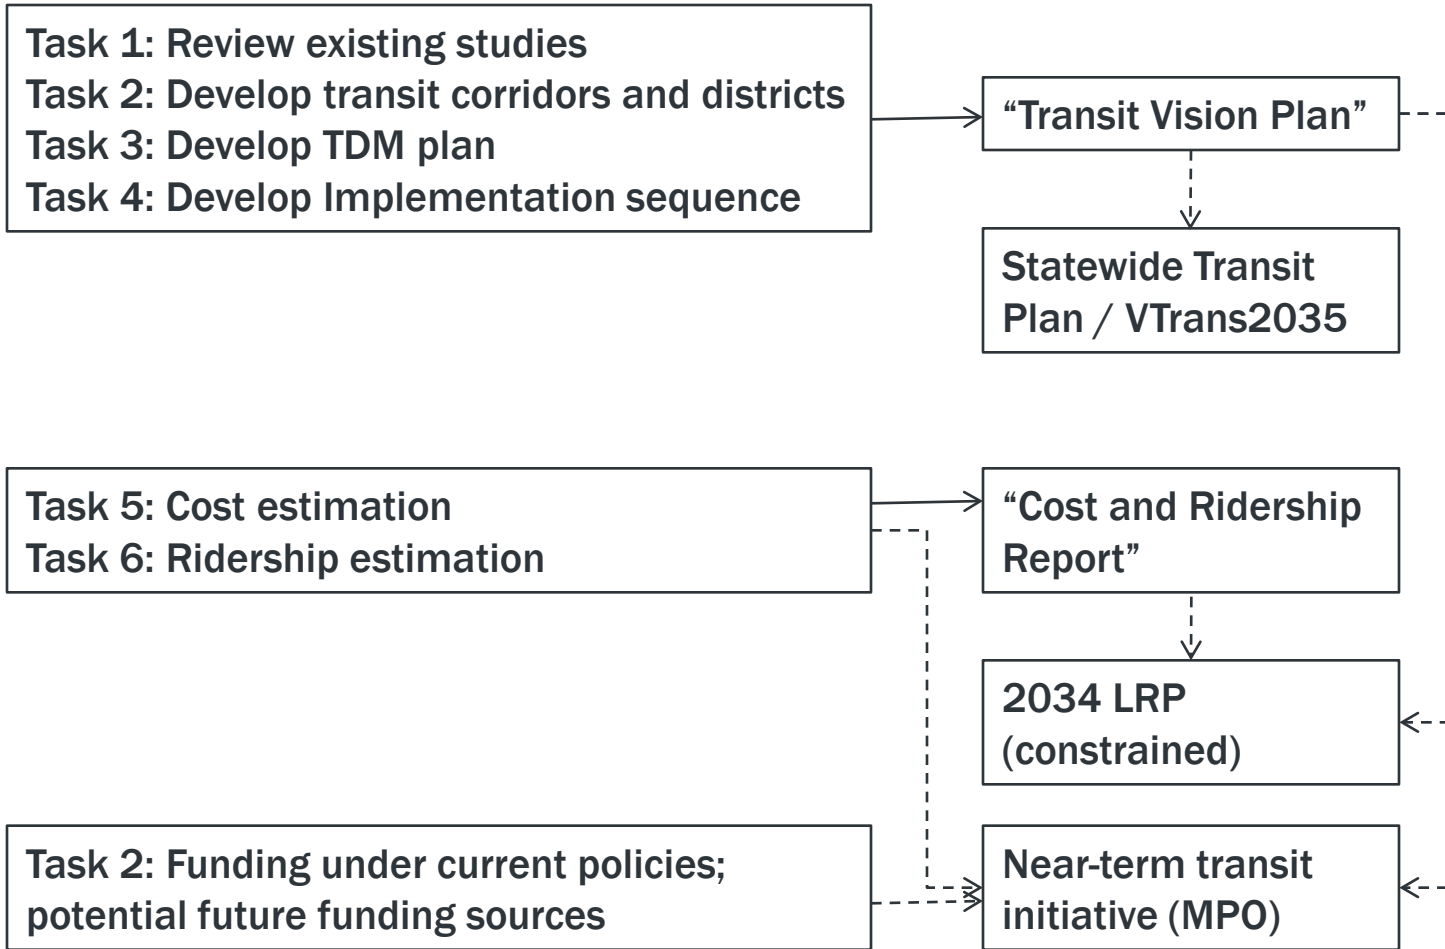 Task 1: Review existing studies
Task 2: Develop transit corridors and districts
Task 3: Develop TDM plan
Task 4: Develop Implementation sequence
“Transit Vision Plan”
Statewide Transit
Plan / VTrans2035
Task 5: Cost estimation
Task 6: Ridership estimation
“Cost and Ridership
Report”
2034 LRP
(constrained)
Task 2: Funding under current policies;
potential future funding sources
Near-term transit
initiative (MPO)